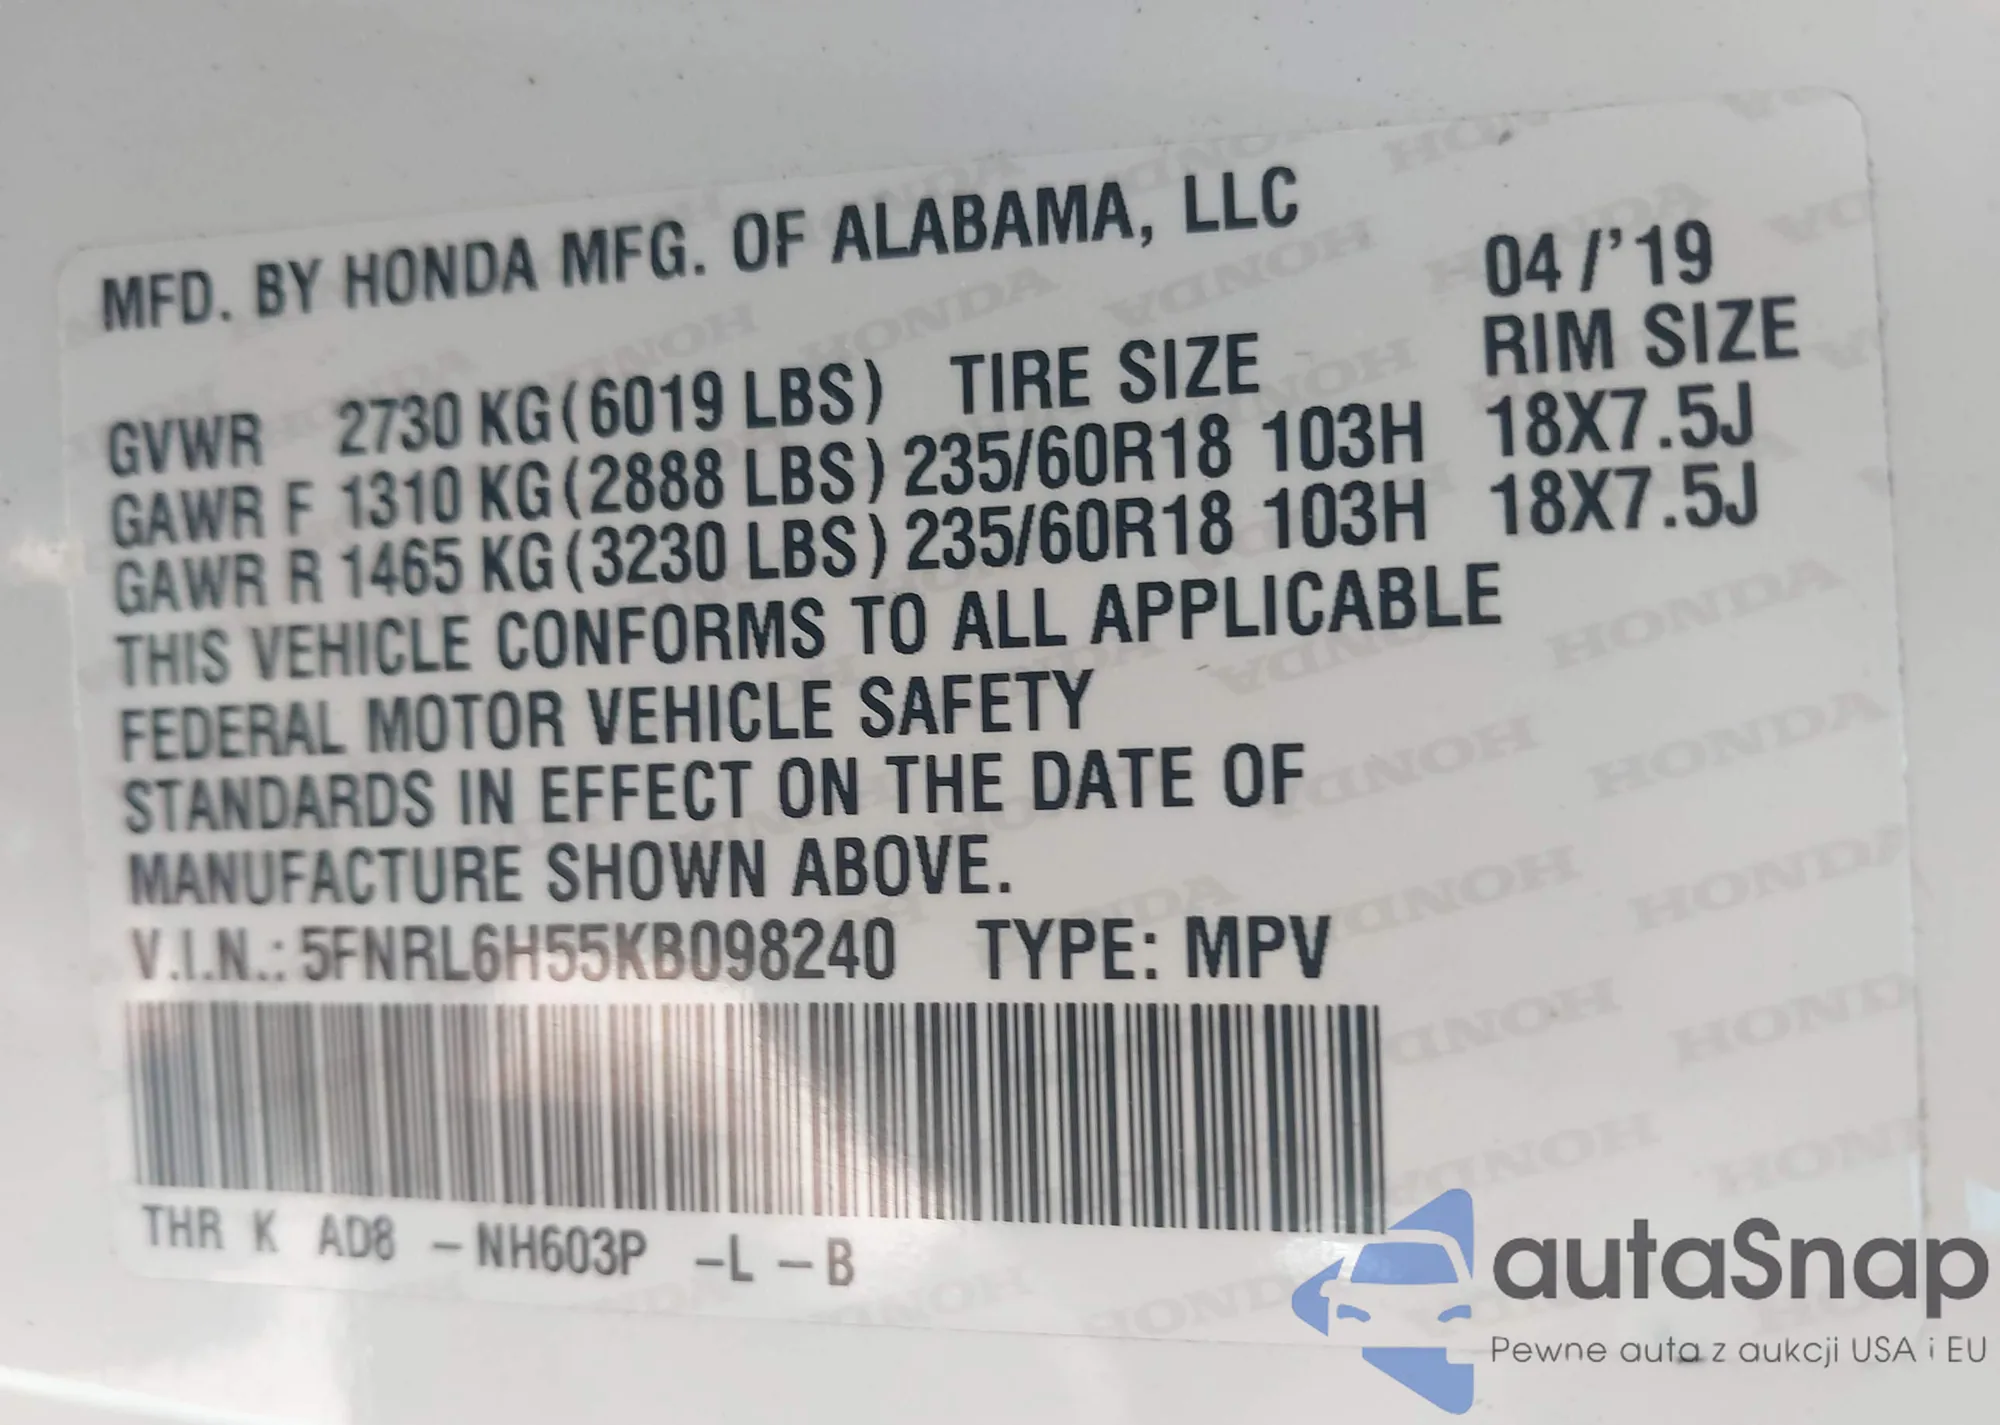 MFD. BY HONDA MFG. OF ALABAMA, LLC
04/'19
GVWR 2730 KG(6019 LBS) TIRE SIZE RIM SIZE
GAWR F 1310 KG(2888 LBS) 235/60R18 103H 18X7.5J
GAWR R 1465 KG(3230 LBS) 235/60R18 103H 18X7.5J
THIS VEHICLE CONFORMS TO ALL APPLICABLE
FEDERAL MOTOR VEHICLE SAFETY
STANDARDS IN EFFECT ON THE DATE OF
MANUFACTURE SHOWN ABOVE.
V.I.N.: 5FNRL6H55KB098240 TYPE: MPV
THR K AD8 -NH603P -L-B
autaSnap
Pewne auta z aukcji USA i EU